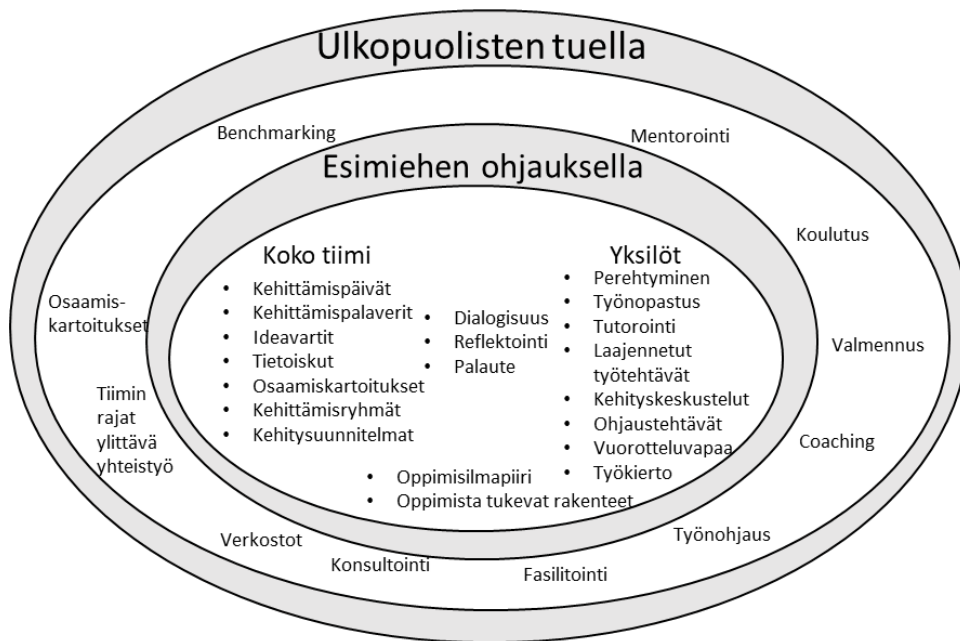 Ulkopuolisten tuella
Benchmarking
Mentorointi
Esimiehen ohjauksella
Koulutus
Osaamis-
kartoitukset
Valmennus
Tiimin
rajat
ylittävä
yhteistyö
Coaching
Koko tiimi
• Kehittämispäivät
• Kehittämispalaverit
• Ideavartit
• Tietoiskut
• Osaamiskartoitukset
• Kehittämisryhmät
• Kehitysuunnitelmat
• Dialogisuus
• Reflektointi
• Palaute
Yksilöt
• Perehtyminen
• Työnopastus
• Tutorointi
• Laajennetut
työtehtävät
• Kehityskeskustelut
• Ohjaustehtävät
• Vuorotteluvapaa
• Työkierto
• Oppimisilmapiiri
• Oppimista tukevat rakenteet
Verkostot
Konsultointi
Fasilitointi
Työnohjaus